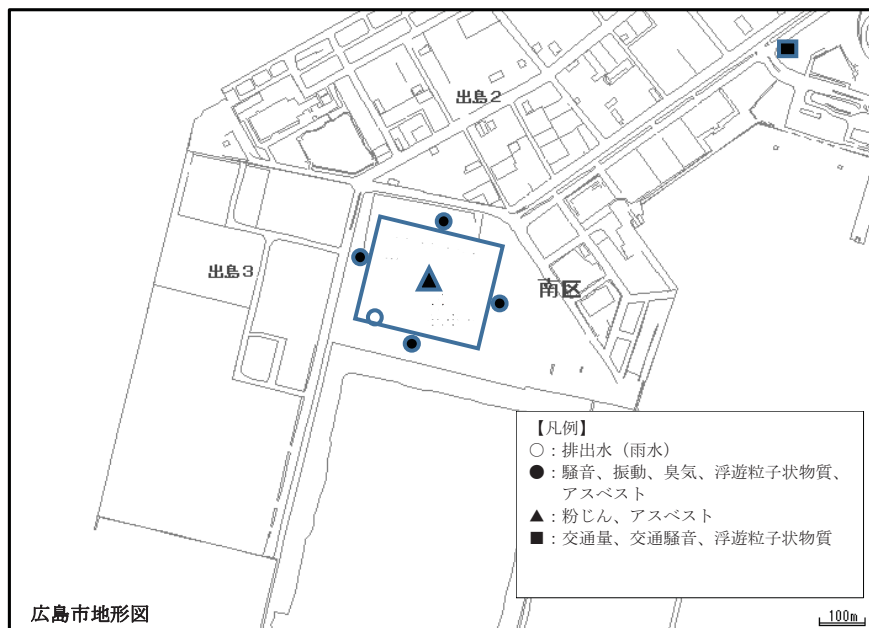 出島2
出島3
南区
【凡例】
○：排出水（雨水）
●：騒音、振動、臭気、浮遊粒子状物質、
アスベスト
▲：粉じん、アスベスト
■：交通量、交通騒音、浮遊粒子状物質
広島市地形図
100m